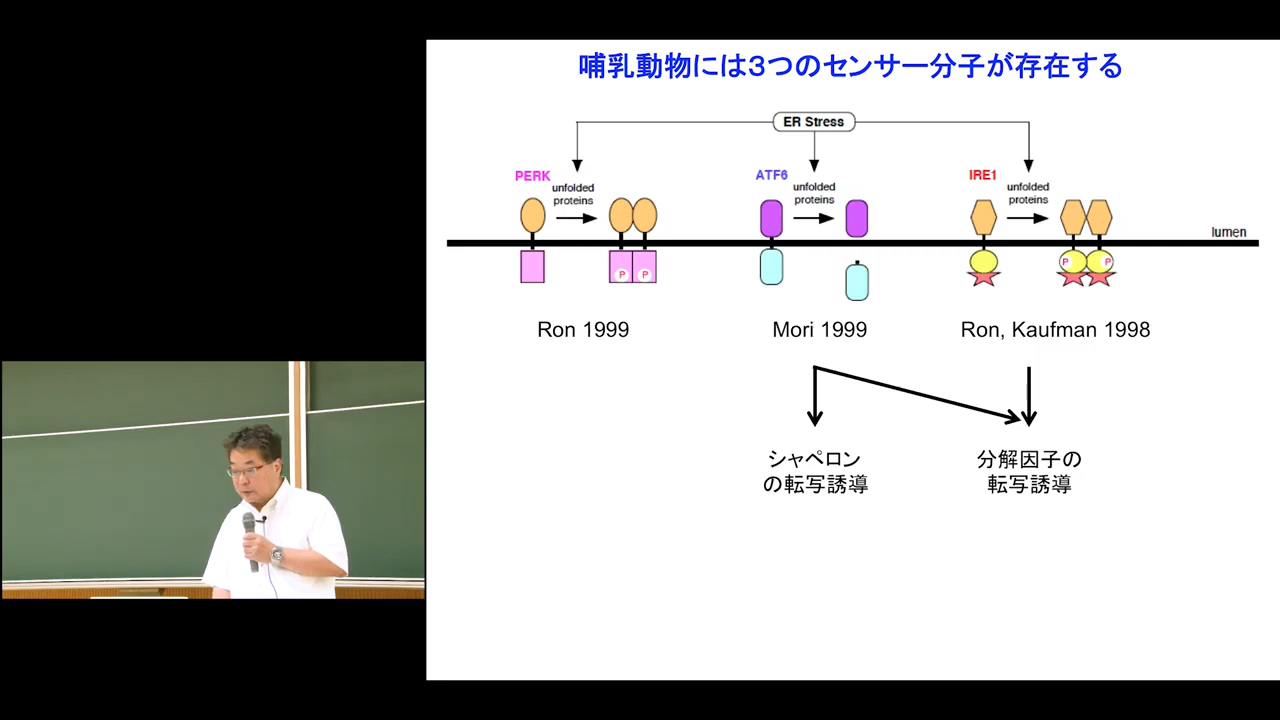 哺乳動物には３つのセンサー分子が存在する
ER Stress
PERK
unfolded
proteins
ATF6
unfolded
proteins
IRE1
unfolded
proteins
lumen
P
P
P
P
Ron 1999
Mori 1999
Ron, Kaufman 1998
シャペロン
の転写誘導
分解因子の
転写誘導